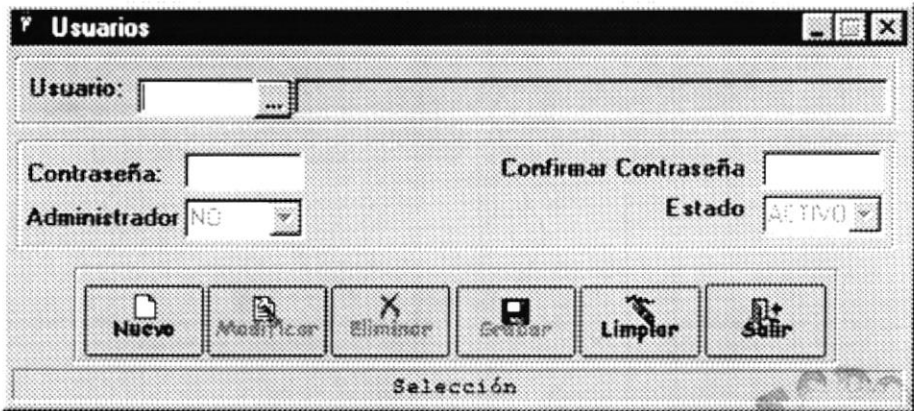 Usuarios
Usuario: ...
Contraseña: Confirmar Contraseña
Administrador NO Estado ACTIVO
Nuevo Modificar Eliminar Grabar Limpiar Salir
Selección